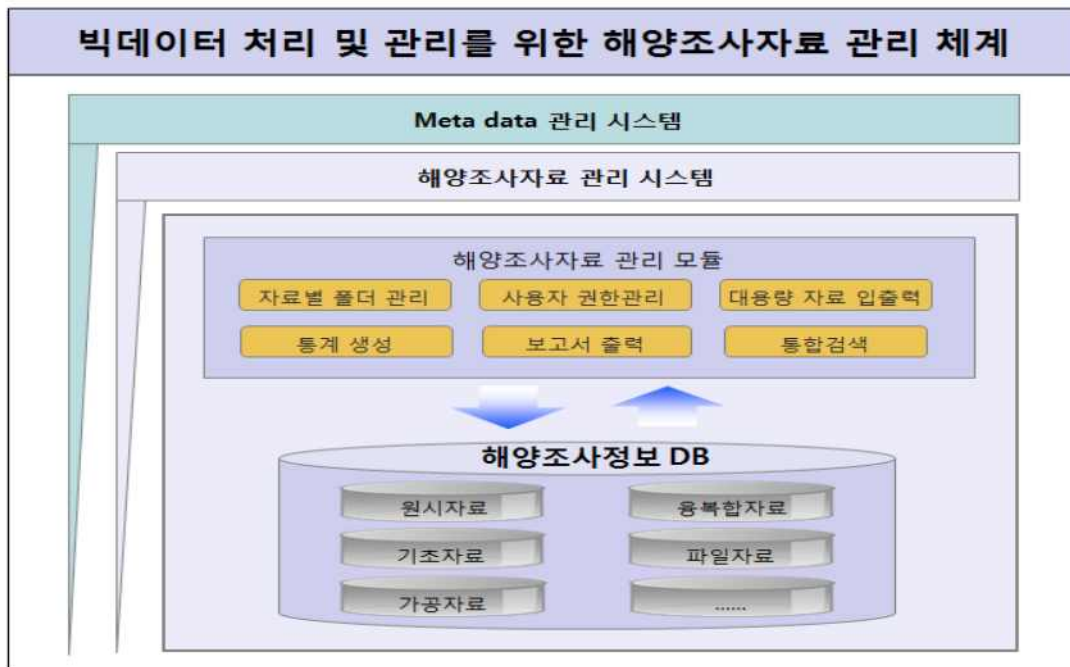 빅데이터 처리 및 관리를 위한 해양조사자료 관리 체계
Meta data 관리 시스템
해양조사자료 관리 시스템
해양조사자료 관리 모듈
자료별 폴더 관리
사용자 권한관리
대용량 자료 입출력
통계 생성
보고서 출력
통합검색
해양조사정보 DB
원시자료
융복합자료
기초자료
파일자료
가공자료
......